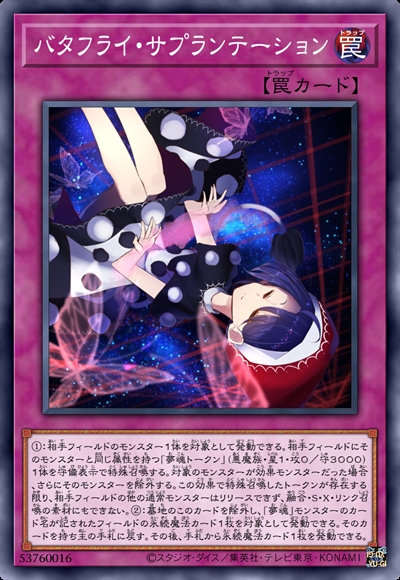 バタフライ・サプランテーション 罠
【罠カード】
①:相手フィールドのモンスター1体を対象として発動できる。相手フィールドにそ
のモンスターと同じ属性を持つ「夢魂トークン」(悪魔族・星1・攻0/守3000)
1体を守備表示で特殊召喚する。対象のモンスターが効果モンスターだった場合、
さらにそのモンスターを除外する。この効果で特殊召喚したトークンが存在する
限り、相手フィールドの他の通常モンスターはリリースできず、融合・S・X・リンク召
喚の素材にもできない。②:墓地のこのカードを除外し、「夢魂」モンスターのカー
ド名が記されたフィールドの永続魔法カード1枚を対象として発動できる。そのカ
ードを持ち主の手札に戻す。その後、手札から永続魔法カード1枚を発動できる。
53760016
©スタジオ・ダイス/集英社・テレビ東京・KONAMI